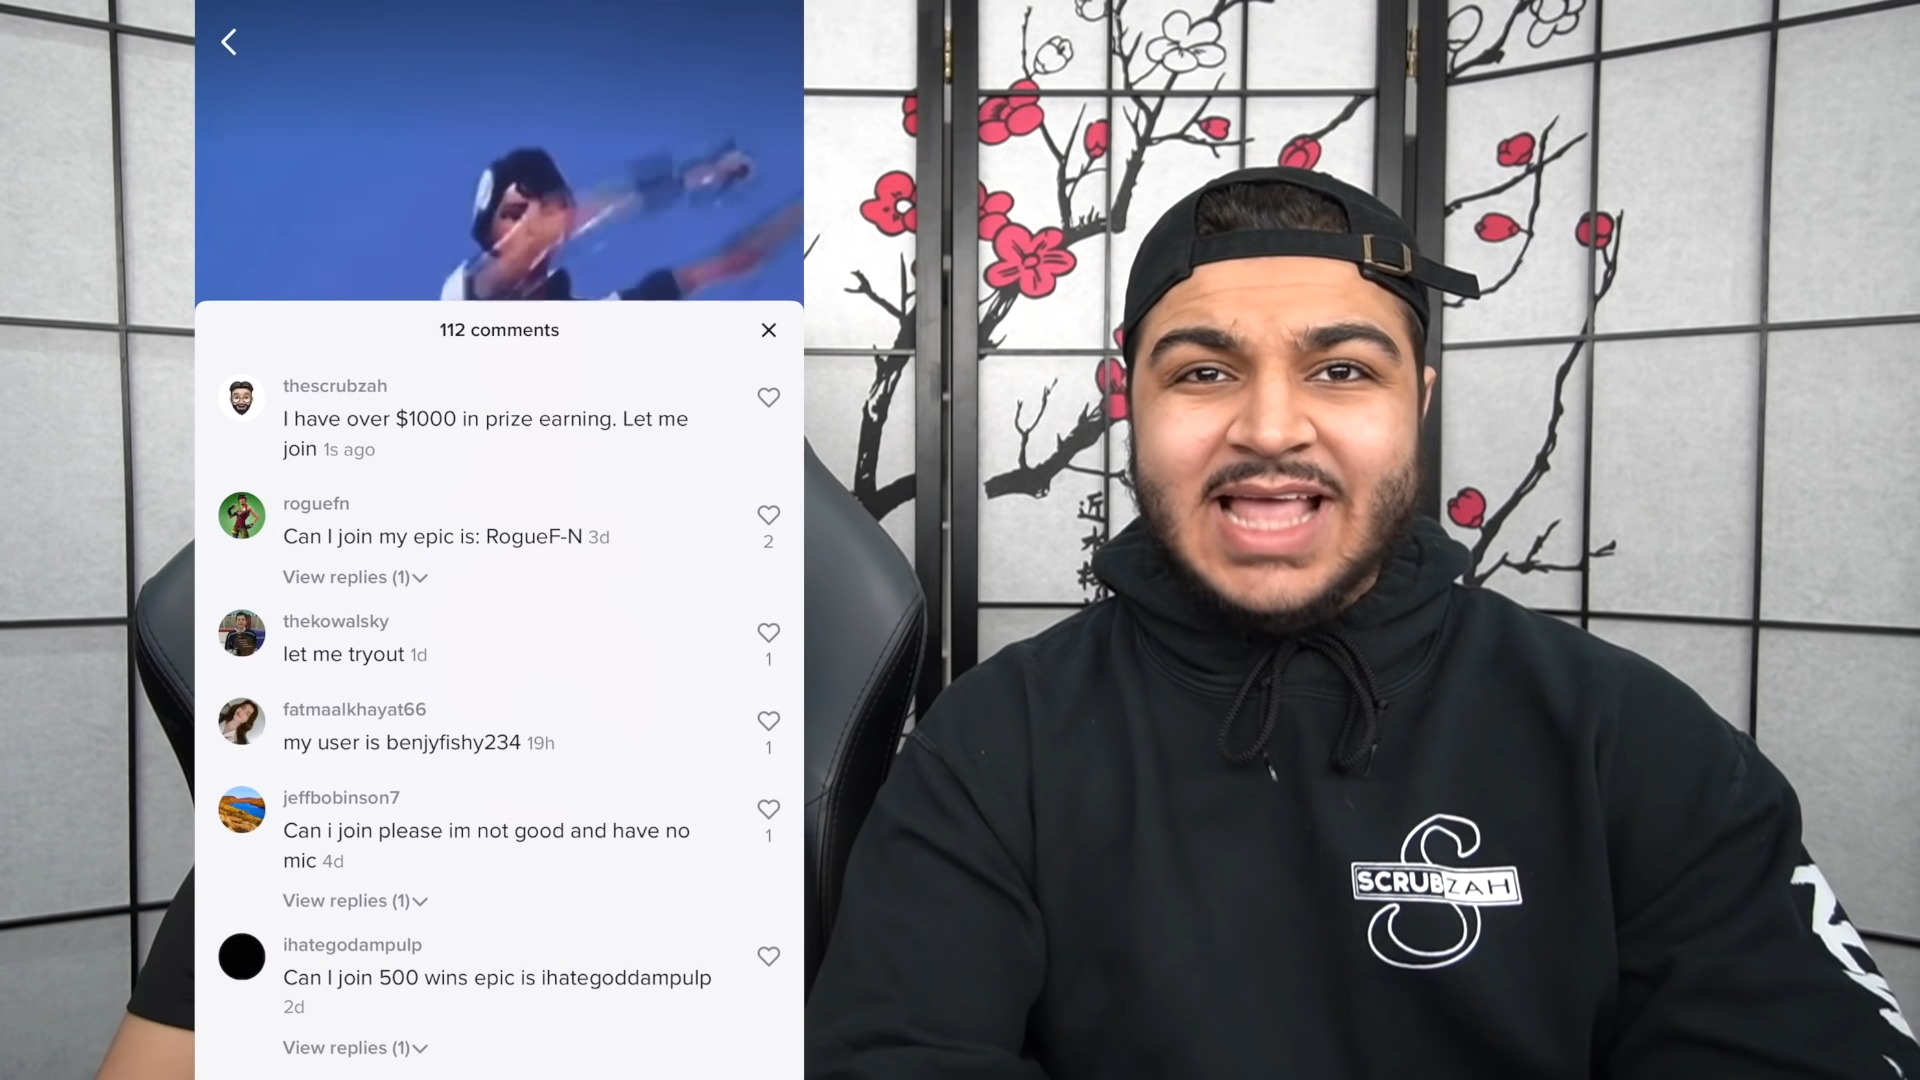 112 comments
thescrubzah
I have over $1000 in prize earning. Let me
join 1s ago
roguefn
2
Can I join my epic is: RogueF-N 3d
View replies (1)
thekowalsky
let me tryout 1d
1
fatmaalkhayat66
my user is benjyfishy234 19h
1
jeffbobinson7
Can i join please im not good and have no
1
mic 4d
View replies (1)
ihategodampulp
Can I join 500 wins epic is ihategoddampulp
2d
View replies (1)
S
SCRUBZAH
近